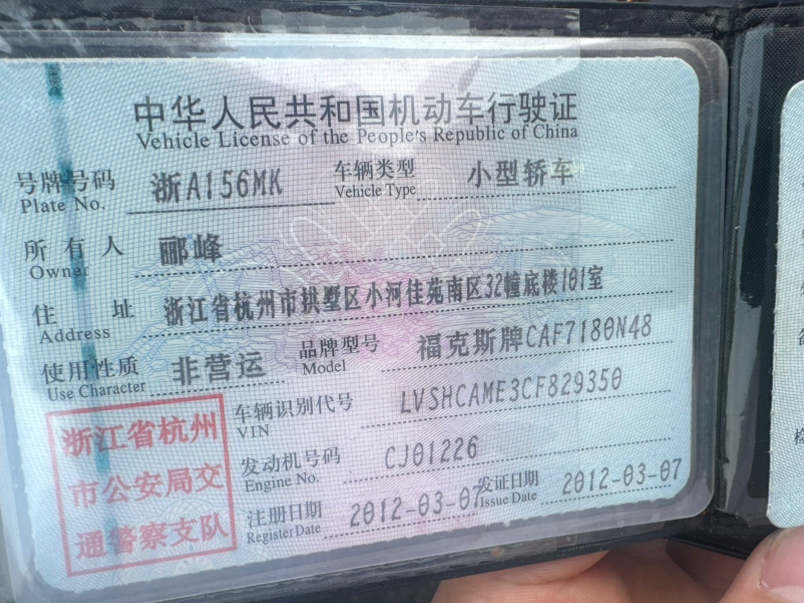 中华人民共和国机动车行驶证
Vehicle License of the People's Republic of China
号牌号码 浙A156MK 车辆类型 小型轿车
Plate No. Vehicle Type
所有人 郦峰
Owner
住址 浙江省杭州市拱墅区小河佳苑南区32幢底楼101室
Address
使用性质 非营运 品牌型号 福克斯牌CAF7180N48
Use Character Model
车辆识别代号 LVSHCAME3CF829350
VIN
发动机号码 CJ01226
Engine No.
注册日期 2012-03-07 发证日期 2012-03-07
Register Date Issue Date
浙江省杭州
市公安局交
通警察支队